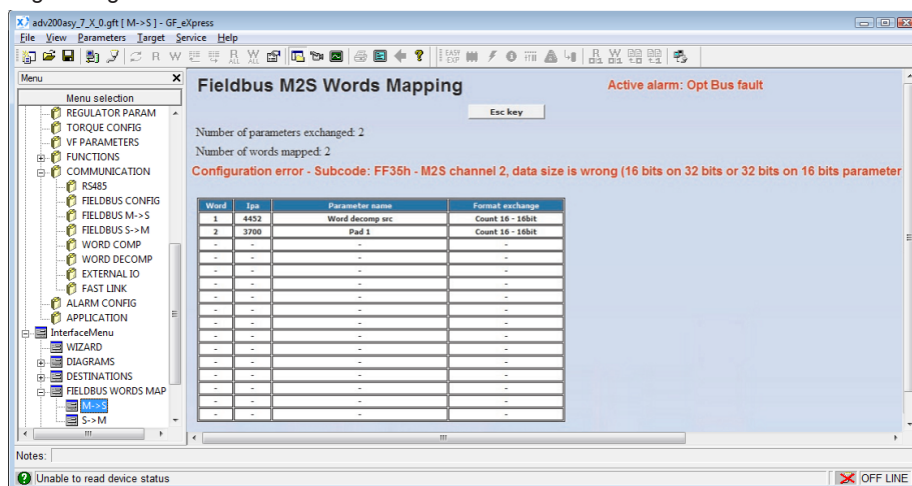 adv200asy_7_X_0.gft [ M->S ] - GF_eXpress
File View Parameters Target Service Help
Menu
Menu selection
REGULATOR PARAM
TORQUE CONFIG
VF PARAMETERS
FUNCTIONS
COMMUNICATION
RS485
FIELDBUS CONFIG
FIELDBUS M->S
FIELDBUS S->M
WORD COMP
WORD DECOMP
EXTERNAL IO
FAST LINK
ALARM CONFIG
APPLICATION
InterfaceMenu
WIZARD
DIAGRAMS
DESTINATIONS
FIELDBUS WORDS MAP
M->S
S->M
Fieldbus M2S Words Mapping
Active alarm: Opt Bus fault
Esc key
Number of parameters exchanged: 2
Number of words mapped: 2
Configuration error - Subcode: FF35h - M2S channel 2, data size is wrong (16 bits on 32 bits or 32 bits on 16 bits parameter
Word Ipa Parameter name Format exchange
1 4452 Word decomp src Count 16 - 16bit
2 3700 Pad 1 Count 16 - 16bit
- - - -
- - - -
- - - -
- - - -
- - - -
- - - -
- - - -
- - - -
- - - -
- - - -
- - - -
- - - -
- - - -
- - - -
Notes:
Unable to read device status
OFF LINE